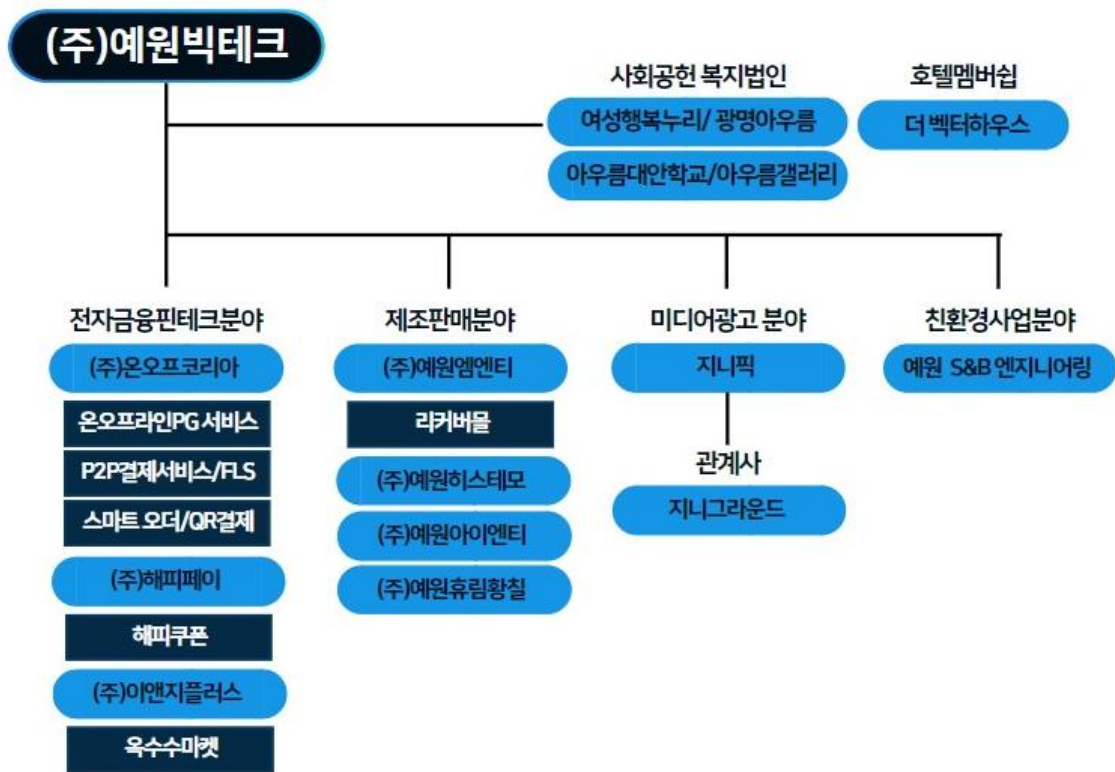 (주)예원빅테크
사회공헌 복지법인
여성행복누리/ 광명아우름
아우름대안학교/아우름갤러리
호텔멤버쉽
더 벡터하우스
전자금융핀테크분야
(주)온오프코리아
온오프라인PG 서비스
P2P결제서비스/FLS
스마트 오더/QR결제
(주)해피페이
해피쿠폰
(주)이앤지플러스
옥수수마켓
제조판매분야
(주)예원엠엔티
리커버몰
(주)예원히스테모
(주)예원아이엔티
(주)예원휴림황칠
미디어광고 분야
지니픽
관계사
지니그라운드
친환경사업분야
예원 S&B 엔지니어링